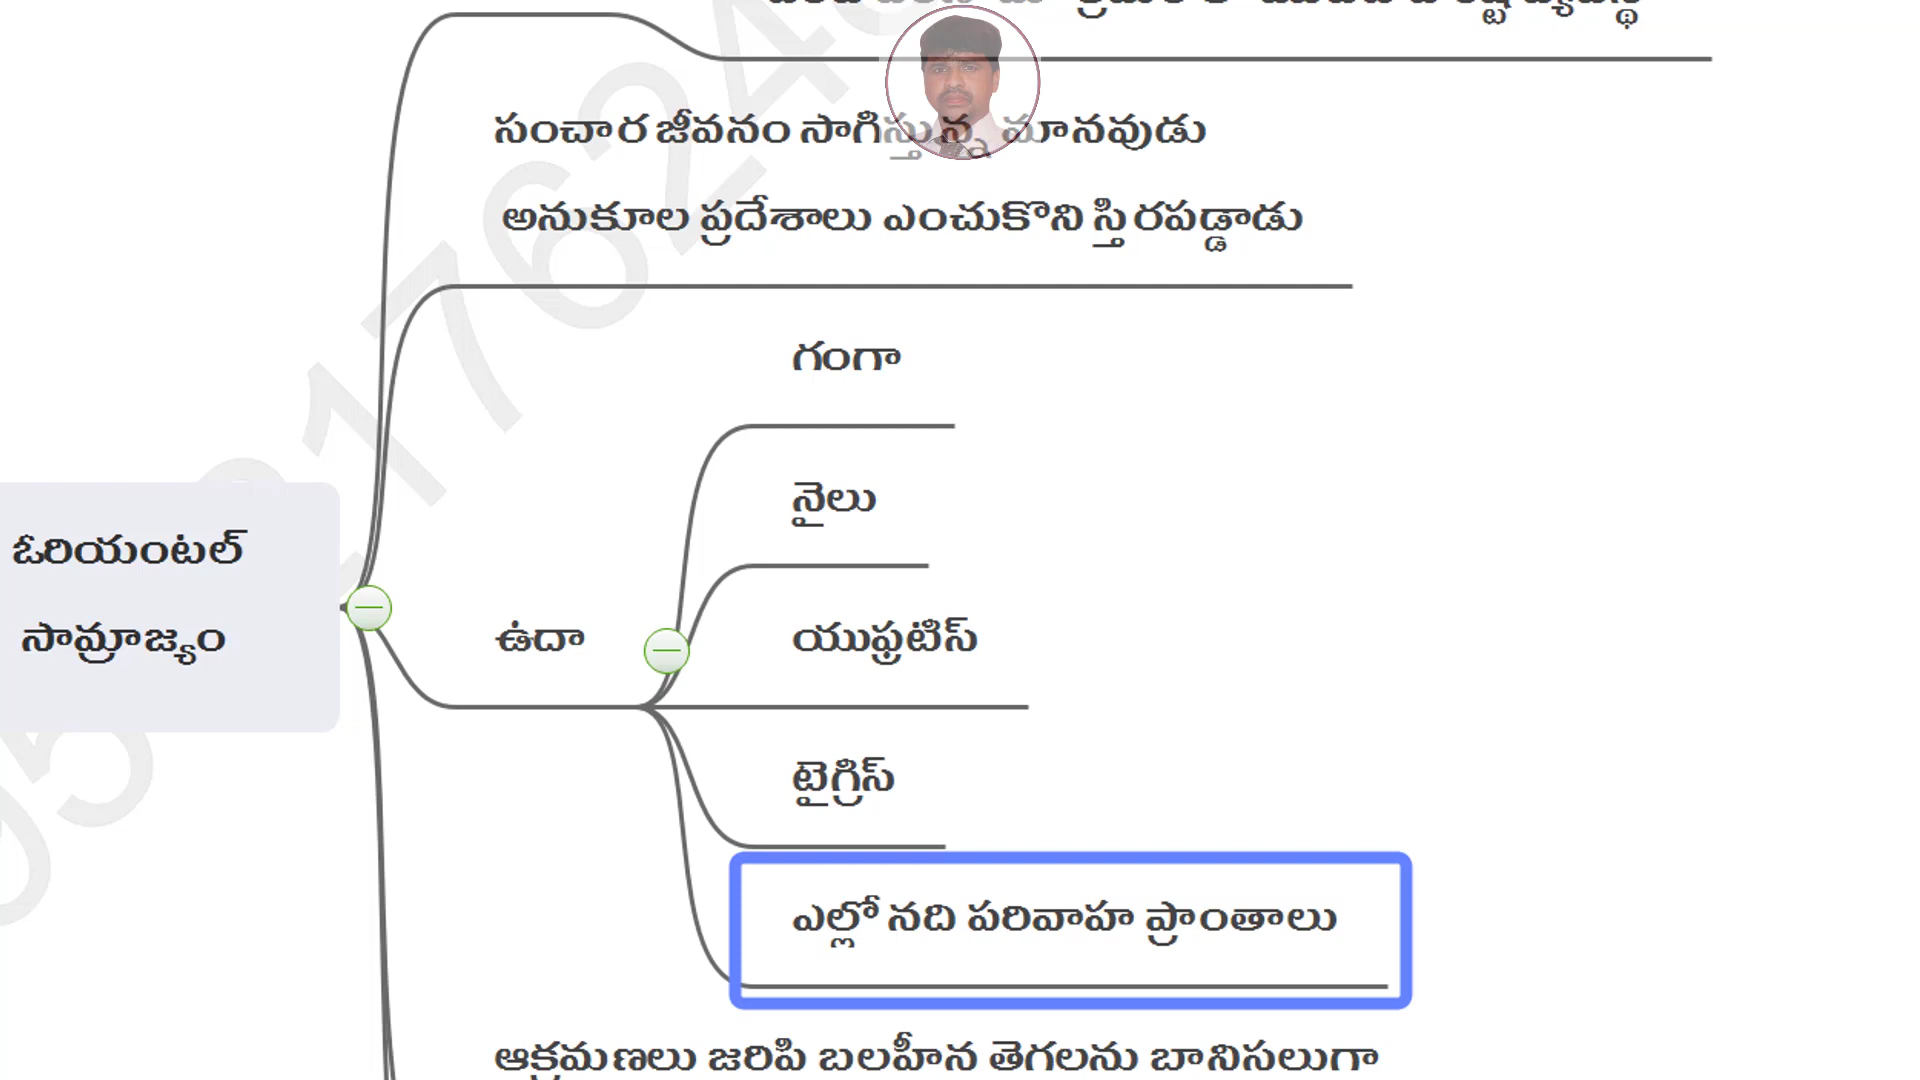 సంచార జీవనం సాగిస్తున్న మానవుడు
అనుకూల ప్రదేశాలు ఎంచుకొని స్తిరపడ్డాడు
గంగా
నైలు
ఓరియంటల్
సామ్రాజ్యం
ఉదా
యుఫ్రటిస్
టైగ్రిస్
ఎల్లో నది పరివాహ ప్రాంతాలు
ఆక్రమణలు జరిపి బలహీన తెగలను బానిసలుగా